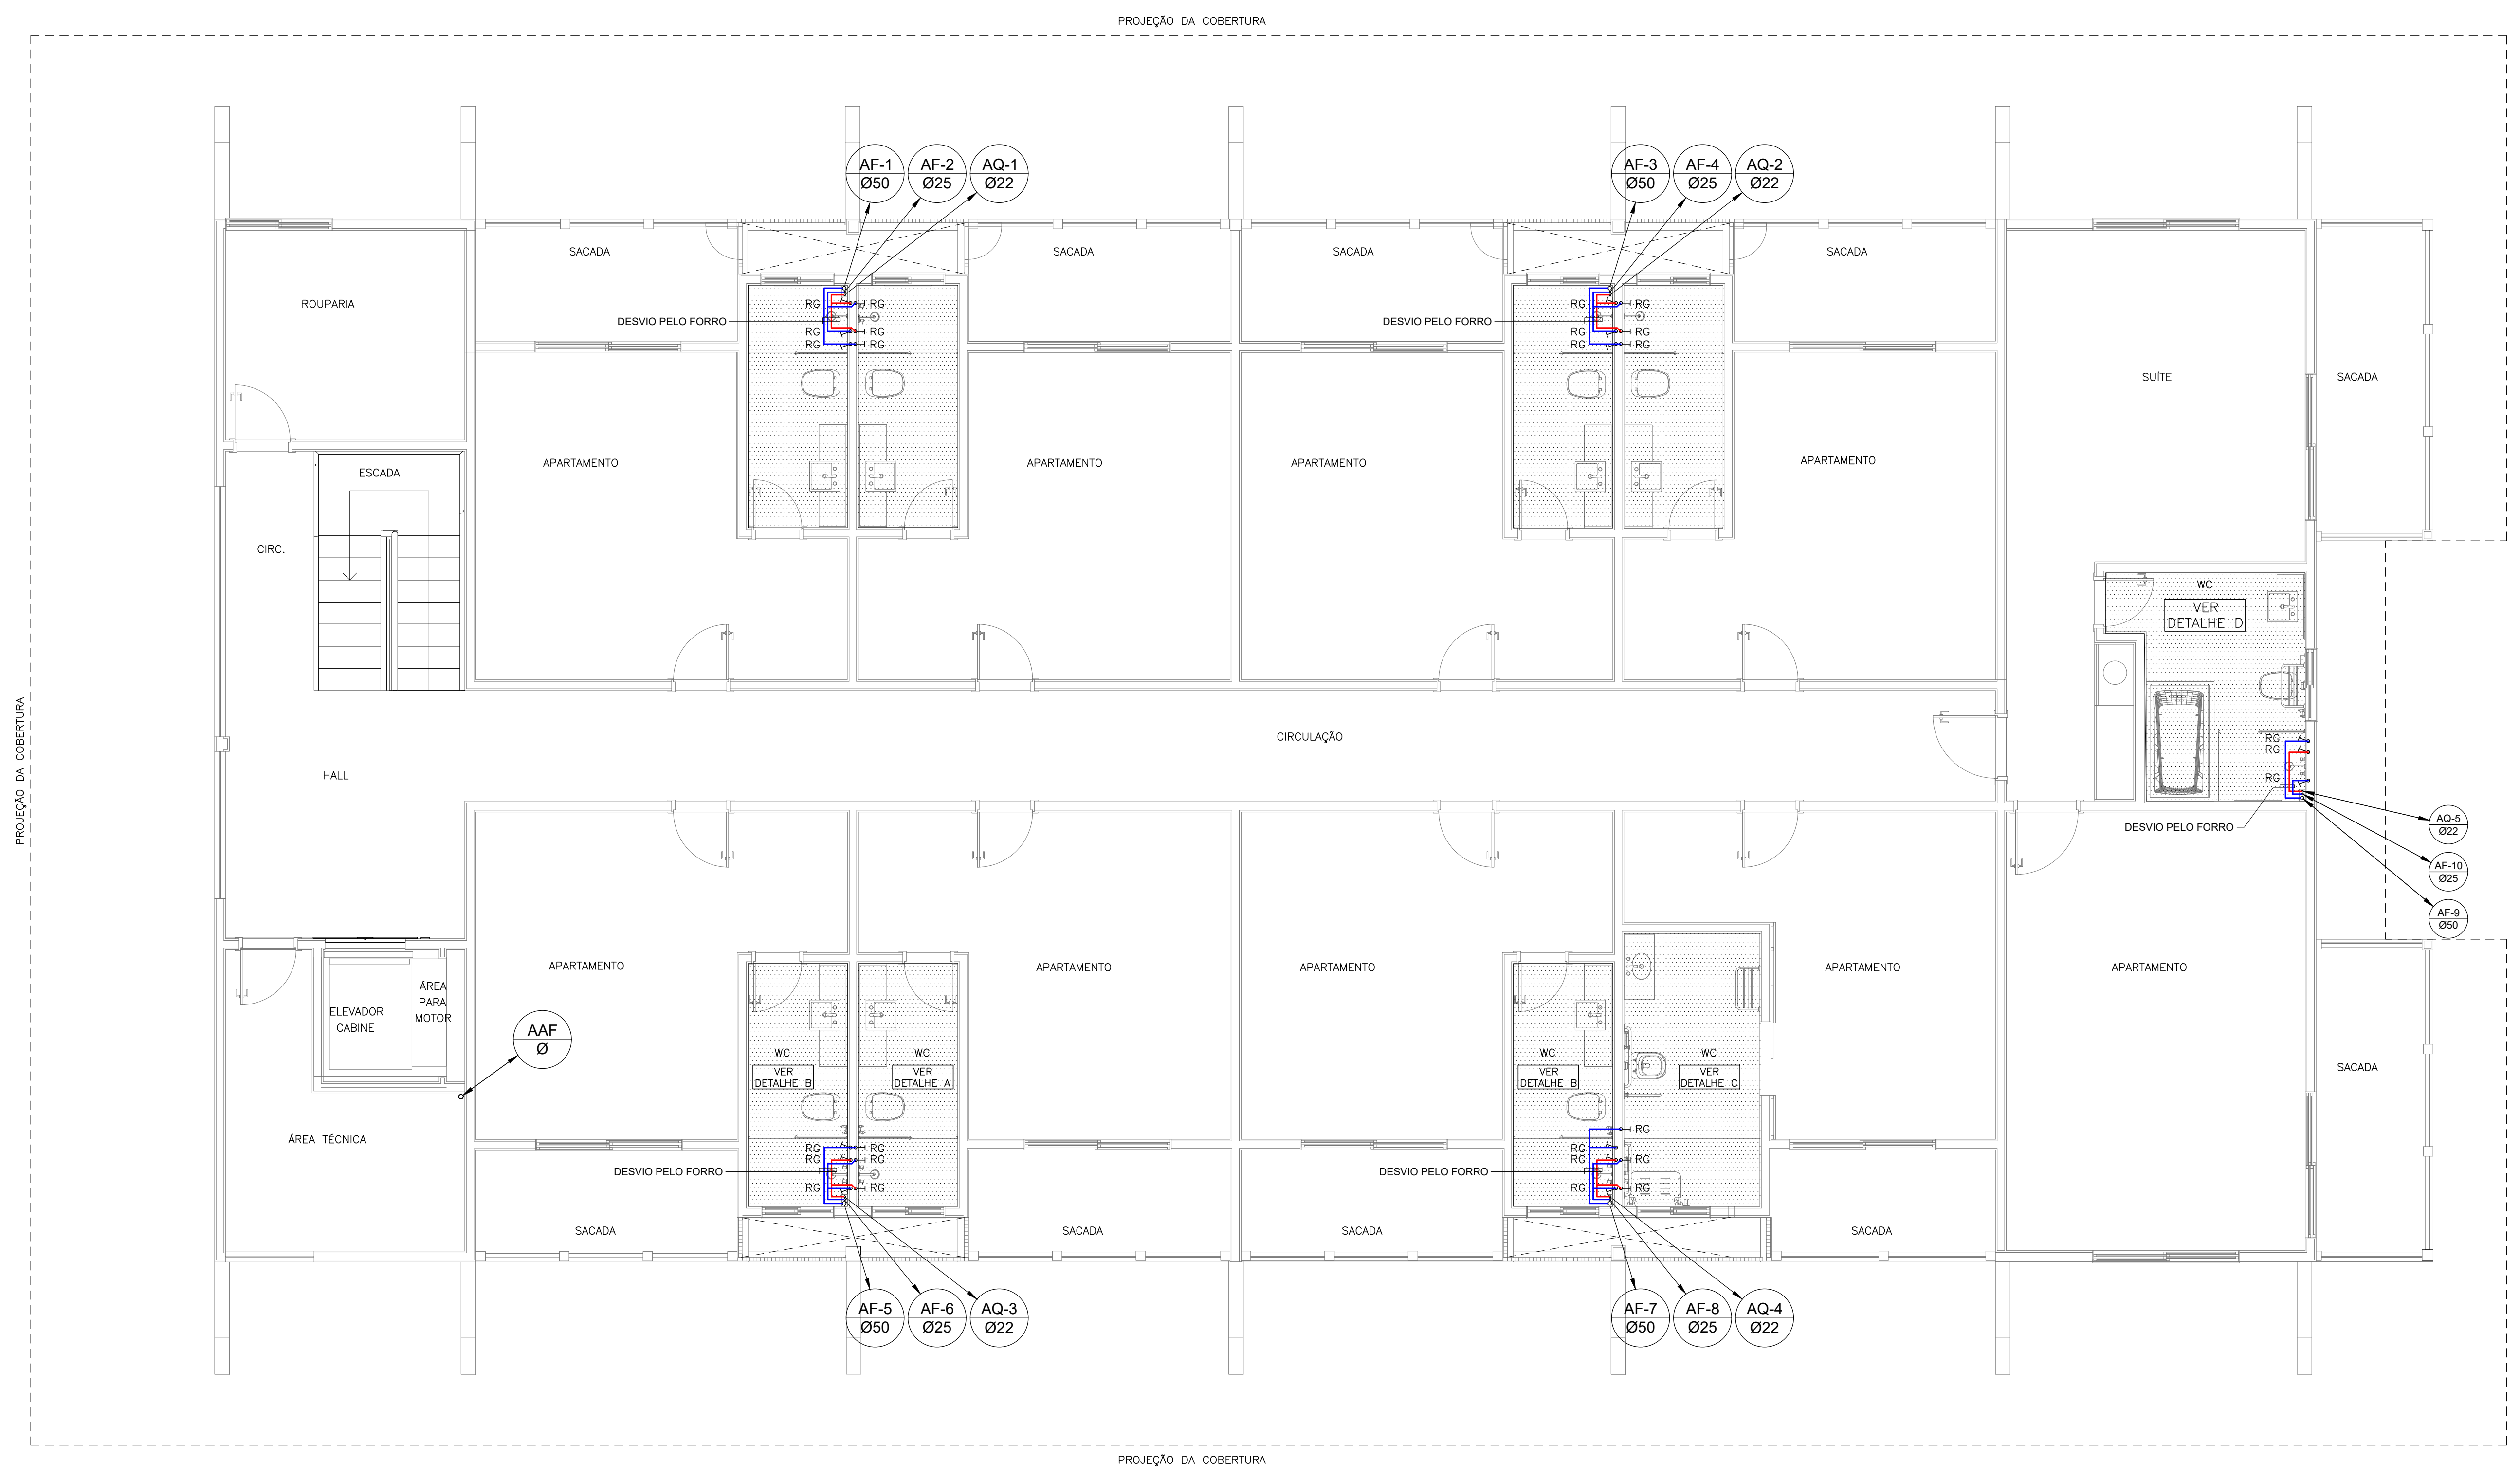 PROJEÇÃO DA COBERTURA
AF-1
Ø50
AF-2
Ø25
AQ-1
Ø22
AF-3
Ø50
AF-4
Ø25
AQ-2
Ø22
SACADA
SACADA
SACADA
SACADA
ROUPARIA
RG
RG
DESVIO PELO FORRO
RG
RG
RG
RG
RG
RG
DESVIO PELO FORRO
RG
RG
RG
RG
SUÍTE
SACADA
APARTAMENTO
APARTAMENTO
APARTAMENTO
APARTAMENTO
ESCADA
CIRC.
WC
VER
DETALHE D
PROJEÇÃO DA COBERTURA
CIRCULAÇÃO
HALL
RG
RG
RG
DESVIO PELO FORRO
AQ-5
Ø22
AF-10
Ø25
AF-9
Ø50
APARTAMENTO
APARTAMENTO
APARTAMENTO
APARTAMENTO
APARTAMENTO
ÁREA
PARA
MOTOR
ELEVADOR
CABINE
AAF
Ø
WC
VER
DETALHE B
WC
VER
DETALHE A
WC
VER
DETALHE B
WC
VER
DETALHE C
SACADA
ÁREA TÉCNICA
RG
RG
RG
RG
DESVIO PELO FORRO
RG
RG
RG
RG
RG
RG
DESVIO PELO FORRO
RG
RG
SACADA
SACADA
SACADA
SACADA
AF-5
Ø50
AF-6
Ø25
AQ-3
Ø22
AF-7
Ø50
AF-8
Ø25
AQ-4
Ø22
PROJEÇÃO DA COBERTURA